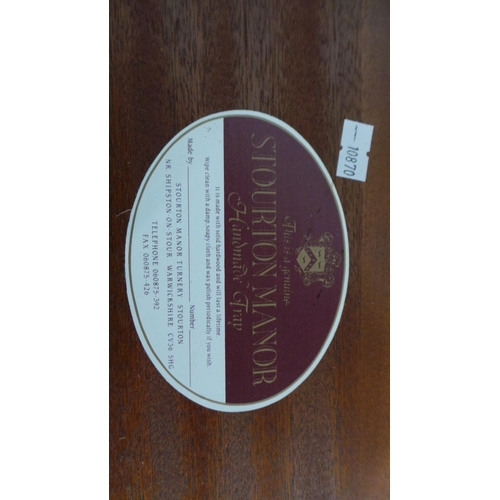 This is a genuine
STOURTON MANOR
Handmade Tray
It is made with solid hardwood and will last a lifetime
Wipe clean with a damp soapy cloth and wax polish periodically if you wish
Made by Number
STOURTON MANOR TURNERY STOURTON
NR SHIPSTON-ON-STOUR WARWICKSHIRE CV36 5HG
TELEPHONE 060875-392
FAX 060875-426
10870